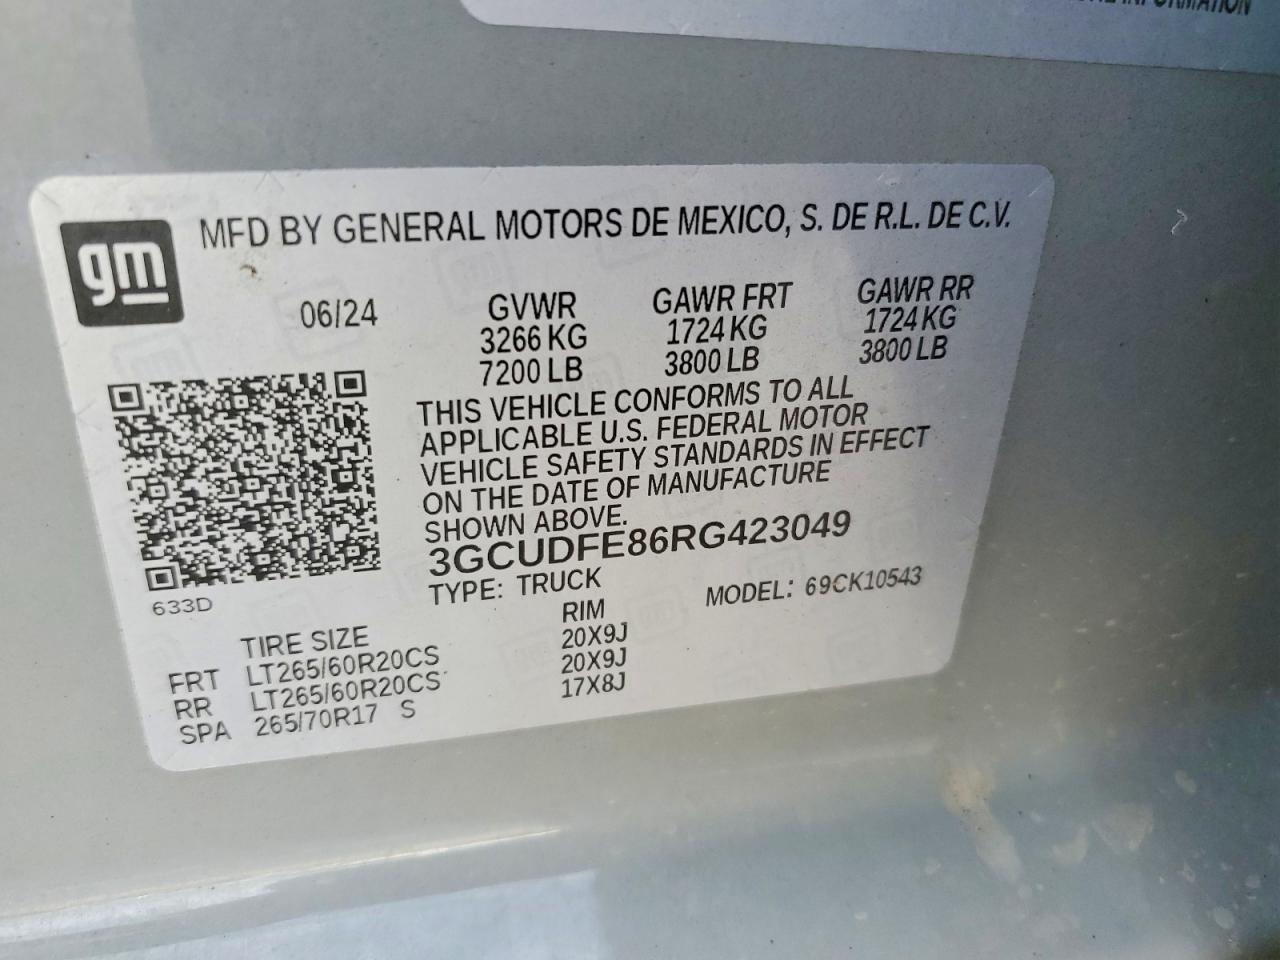 INFORMATION
gm
MFD BY GENERAL MOTORS DE MEXICO, S. DE R.L. DE C.V.
06/24 GVWR GAWR FRT GAWR RR
3266 KG 1724 KG 1724 KG
7200 LB 3800 LB 3800 LB
THIS VEHICLE CONFORMS TO ALL
APPLICABLE U.S. FEDERAL MOTOR
VEHICLE SAFETY STANDARDS IN EFFECT
ON THE DATE OF MANUFACTURE
SHOWN ABOVE.
3GCUDFE86RG423049
TYPE: TRUCK MODEL: 69CK10543
633D
TIRE SIZE RIM
FRT LT265/60R20CS 20X9J
RR LT265/60R20CS 20X9J
SPA 265/70R17 S 17X8J